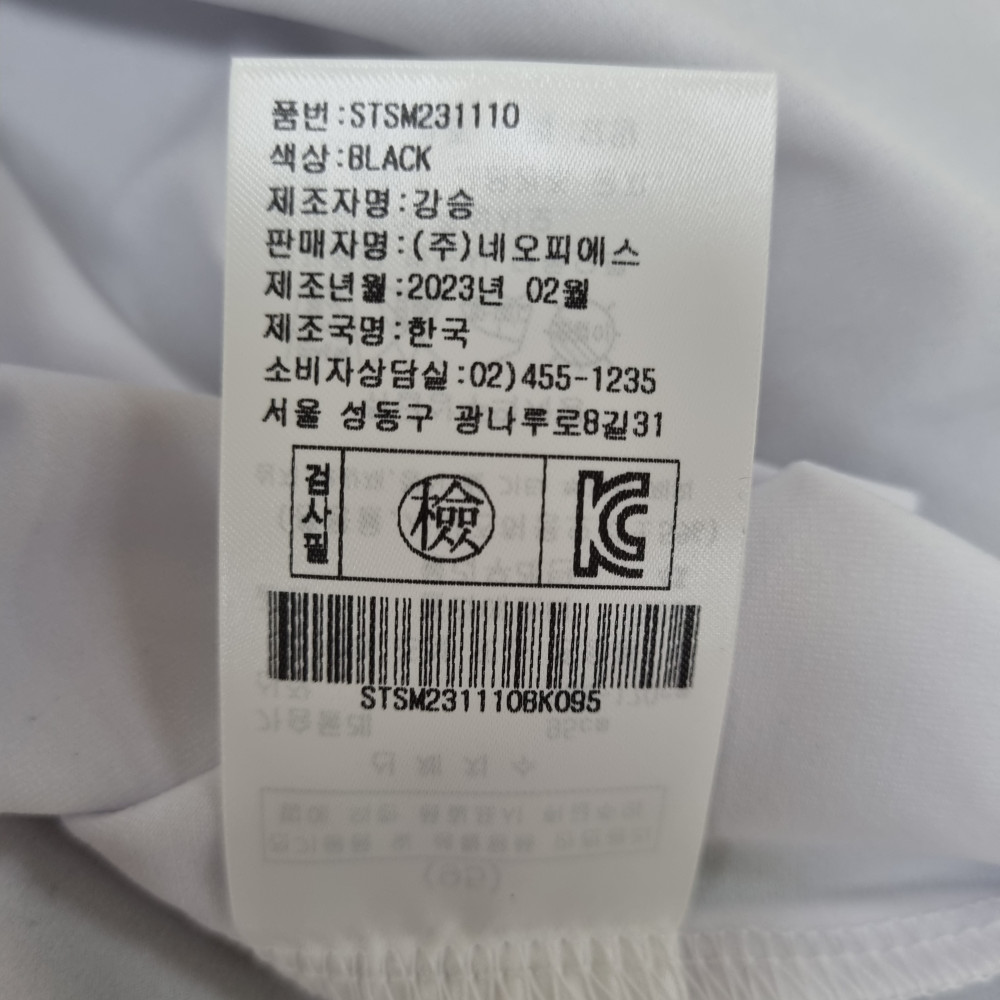 품번:STSM231110
색상:BLACK
제조자명:강승
판매자명:(주)네오피에스
제조년월:2023년 02월
제조국명:한국
소비자상담실:02)455-1235
서울 성동구 광나루로8길31
검사필 檢 KC
STSM231110BK095